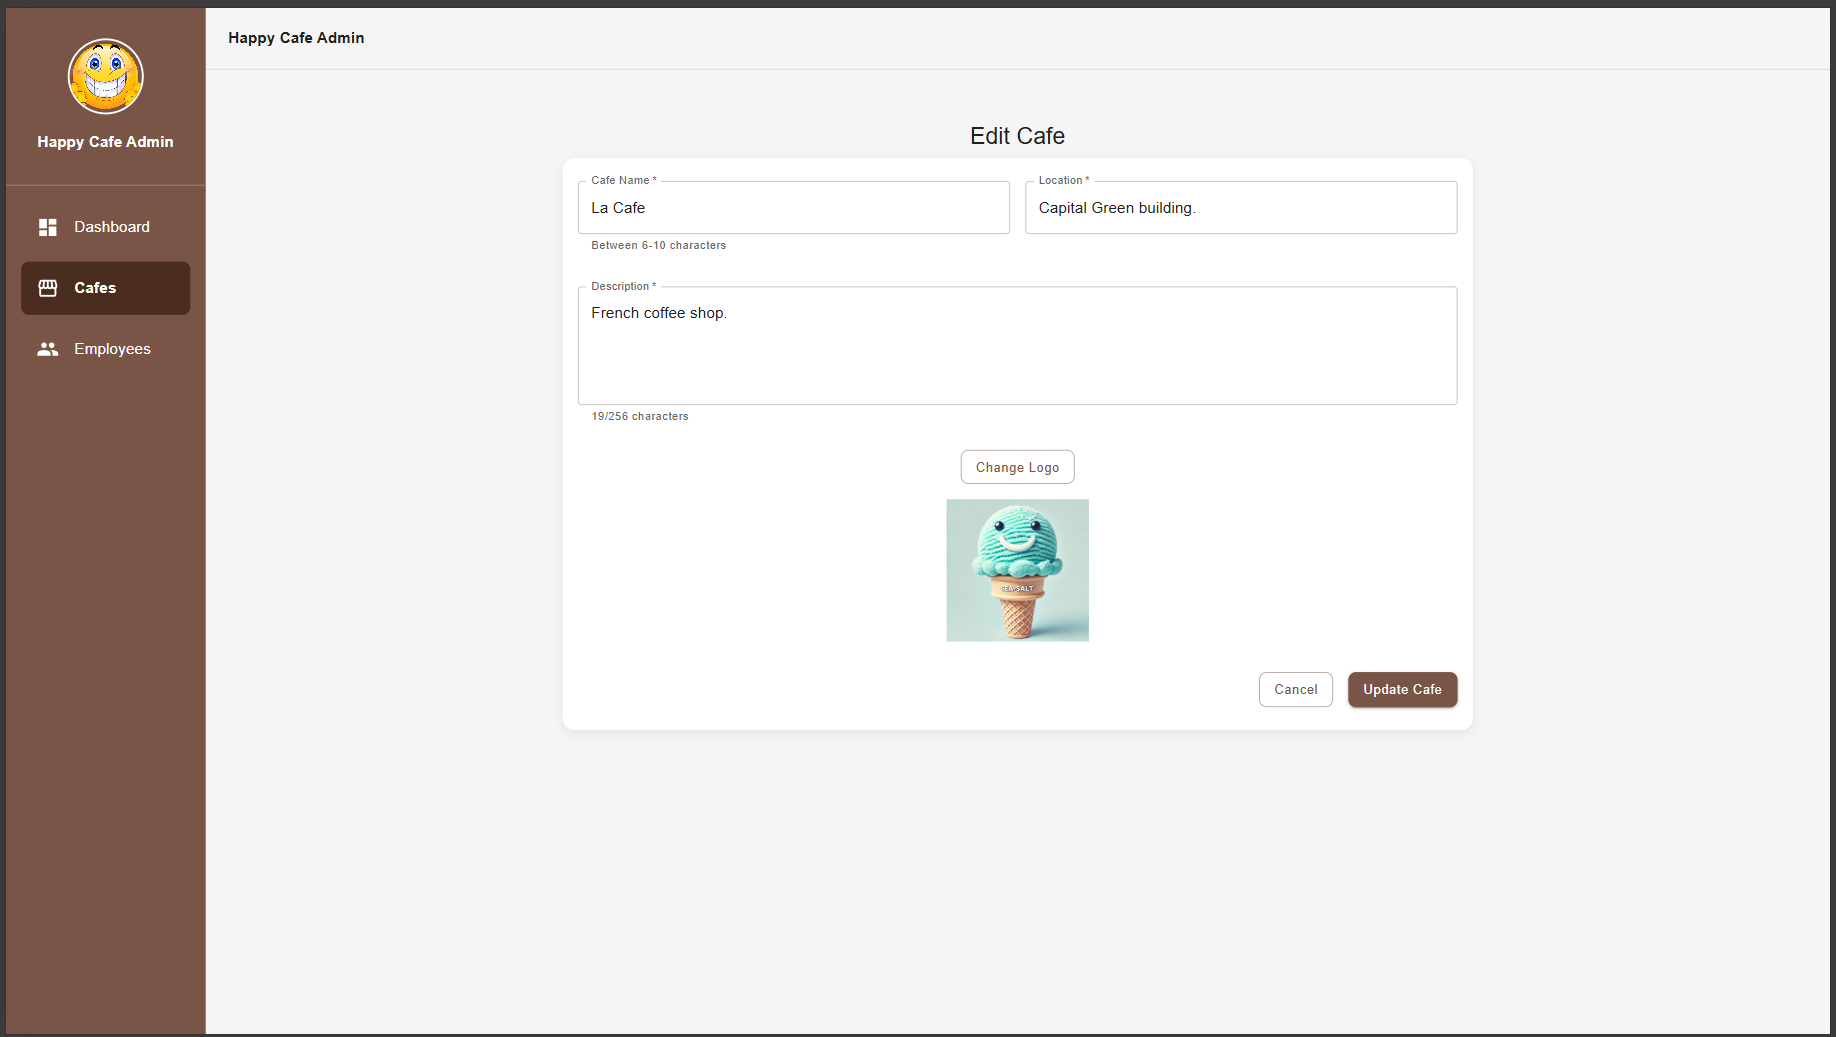 Happy Cafe Admin
Happy Cafe Admin
Dashboard
Cafes
Employees
Edit Cafe
Cafe Name *
La Cafe
Between 6-10 characters
Location *
Capital Green building.
Description *
French coffee shop.
19/256 characters
Change Logo
SEA-SALT
Cancel
Update Cafe